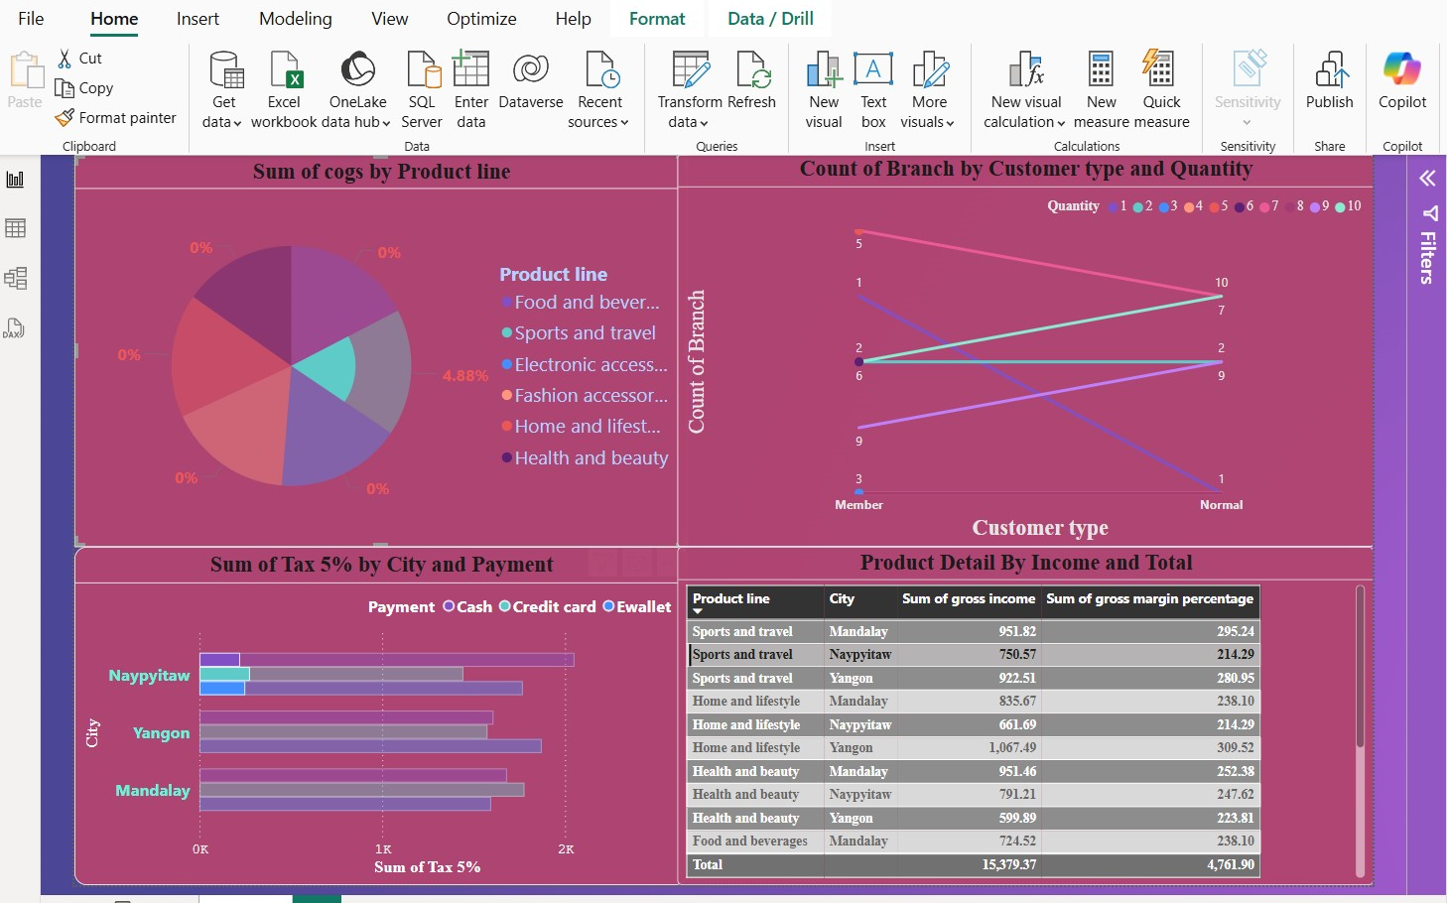 File Home Insert Modeling View Optimize Help Format Data / Drill
Paste
Cut
Copy
Format painter
Get data
Excel workbook
OneLake data hub
SQL Server
Enter data
Dataverse
Recent sources
Transform data
Refresh
New visual
Text box
More visuals
New visual calculation
New measure
Quick measure
Sensitivity
Publish
Copilot
Clipboard Data Queries Insert Calculations Sensitivity Share Copilot
DAX
Filters
Sum of cogs by Product line
0%
0%
0%
4.88%
0%
0%
Product line
Food and bever...
Sports and travel
Electronic access...
Fashion accessor...
Home and lifest...
Health and beauty
Count of Branch by Customer type and Quantity
Quantity 1 2 3 4 5 6 7 8 9 10
Count of Branch
5
1
10
7
2
6
2
9
9
3
1
Member Normal
Customer type
Sum of Tax 5% by City and Payment
Payment Cash Credit card Ewallet
City
Naypyitaw
Yangon
Mandalay
0K 1K 2K
Sum of Tax 5%
Product Detail By Income and Total
Product line City Sum of gross income Sum of gross margin percentage
Sports and travel Mandalay 951.82 295.24
Sports and travel Naypyitaw 750.57 214.29
Sports and travel Yangon 922.51 280.95
Home and lifestyle Mandalay 835.67 238.10
Home and lifestyle Naypyitaw 661.69 214.29
Home and lifestyle Yangon 1,067.49 309.52
Health and beauty Mandalay 951.46 252.38
Health and beauty Naypyitaw 791.21 247.62
Health and beauty Yangon 599.89 223.81
Food and beverages Mandalay 724.52 238.10
Total 15,379.37 4,761.90